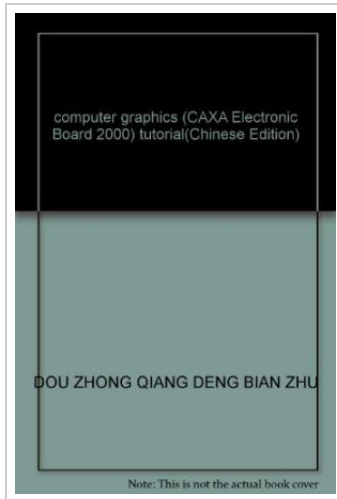 computer graphics (CAXA Electronic
Board 2000) tutorial(Chinese Edition)
DOU ZHONG QIANG DENG BIAN ZHU
Note: This is not the actual book cover